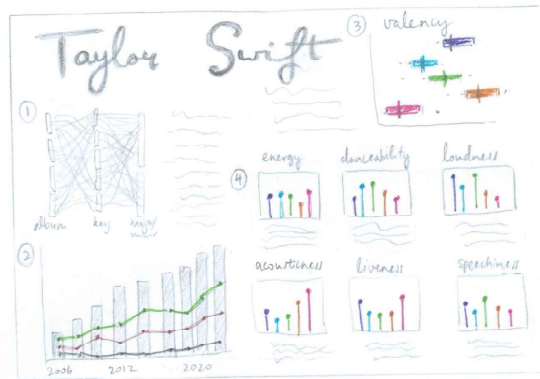 Taylor Swift
1
album key major/minor
2
2006 2012 2020
3 valency
4
energy danceability loudness
acousticness liveness speechiness